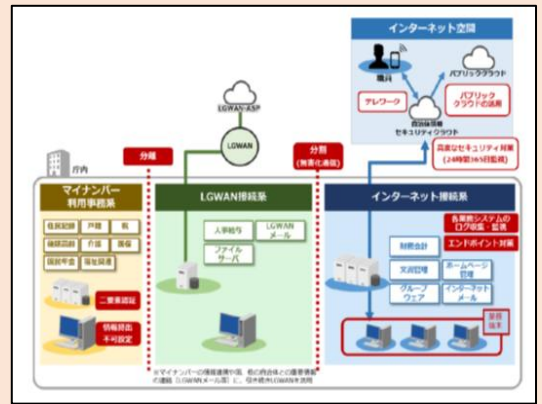 インターネット空間
職員
パブリッククラウド
テレワーク
パブリック
クラウドの活用
自治体情報
セキュリティクラウド
LGWAN-ASP
LGWAN
高度なセキュリティ対策
(24時間365日監視)
庁内
分離
分割
(無害化通信)
マイナンバー
利用事務系
LGWAN接続系
インターネット接続系
住民記録
戸籍
税
介護
国民年金
福祉関連
人事給与
LGWAN
メール
ファイル
サーバ
各業務システムの
ログ収集・監視
エンドポイント対策
財務会計
文書管理
ホームページ
管理
グループ
ウェア
インターネット
メール
二要素認証
情報持出
不可設定
業務
端末
※マイナンバーの情報連携や国、他の自治体との重要情報
の連絡(LGWANメール等)に、引き続きLGWANを活用